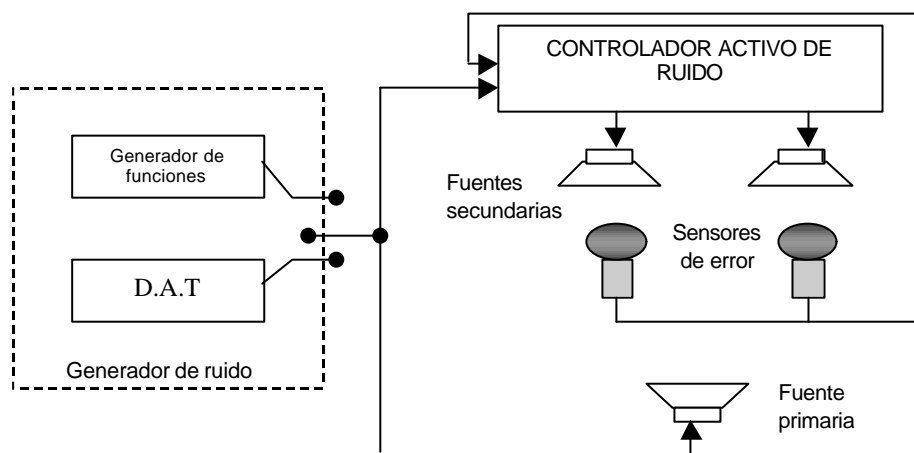 CONTROLADOR ACTIVO DE
RUIDO
Generador de
funciones
Fuentes
secundarias
Sensores
de error
D.A.T
Generador de ruido
Fuente
primaria